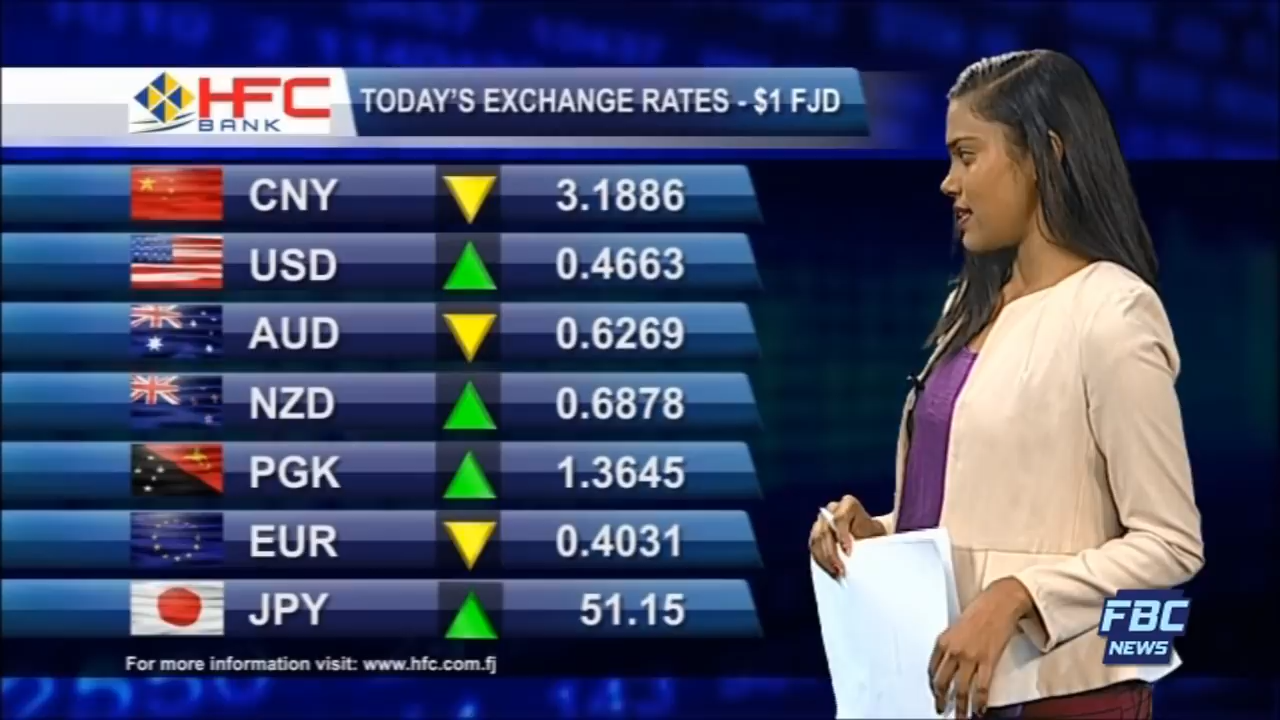 HFC BANK TODAY'S EXCHANGE RATES - $1 FJD
CNY 3.1886
USD 0.4663
AUD 0.6269
NZD 0.6878
PGK 1.3645
EUR 0.4031
JPY 51.15
For more information visit: www.hfc.com.fj
FBC
NEWS